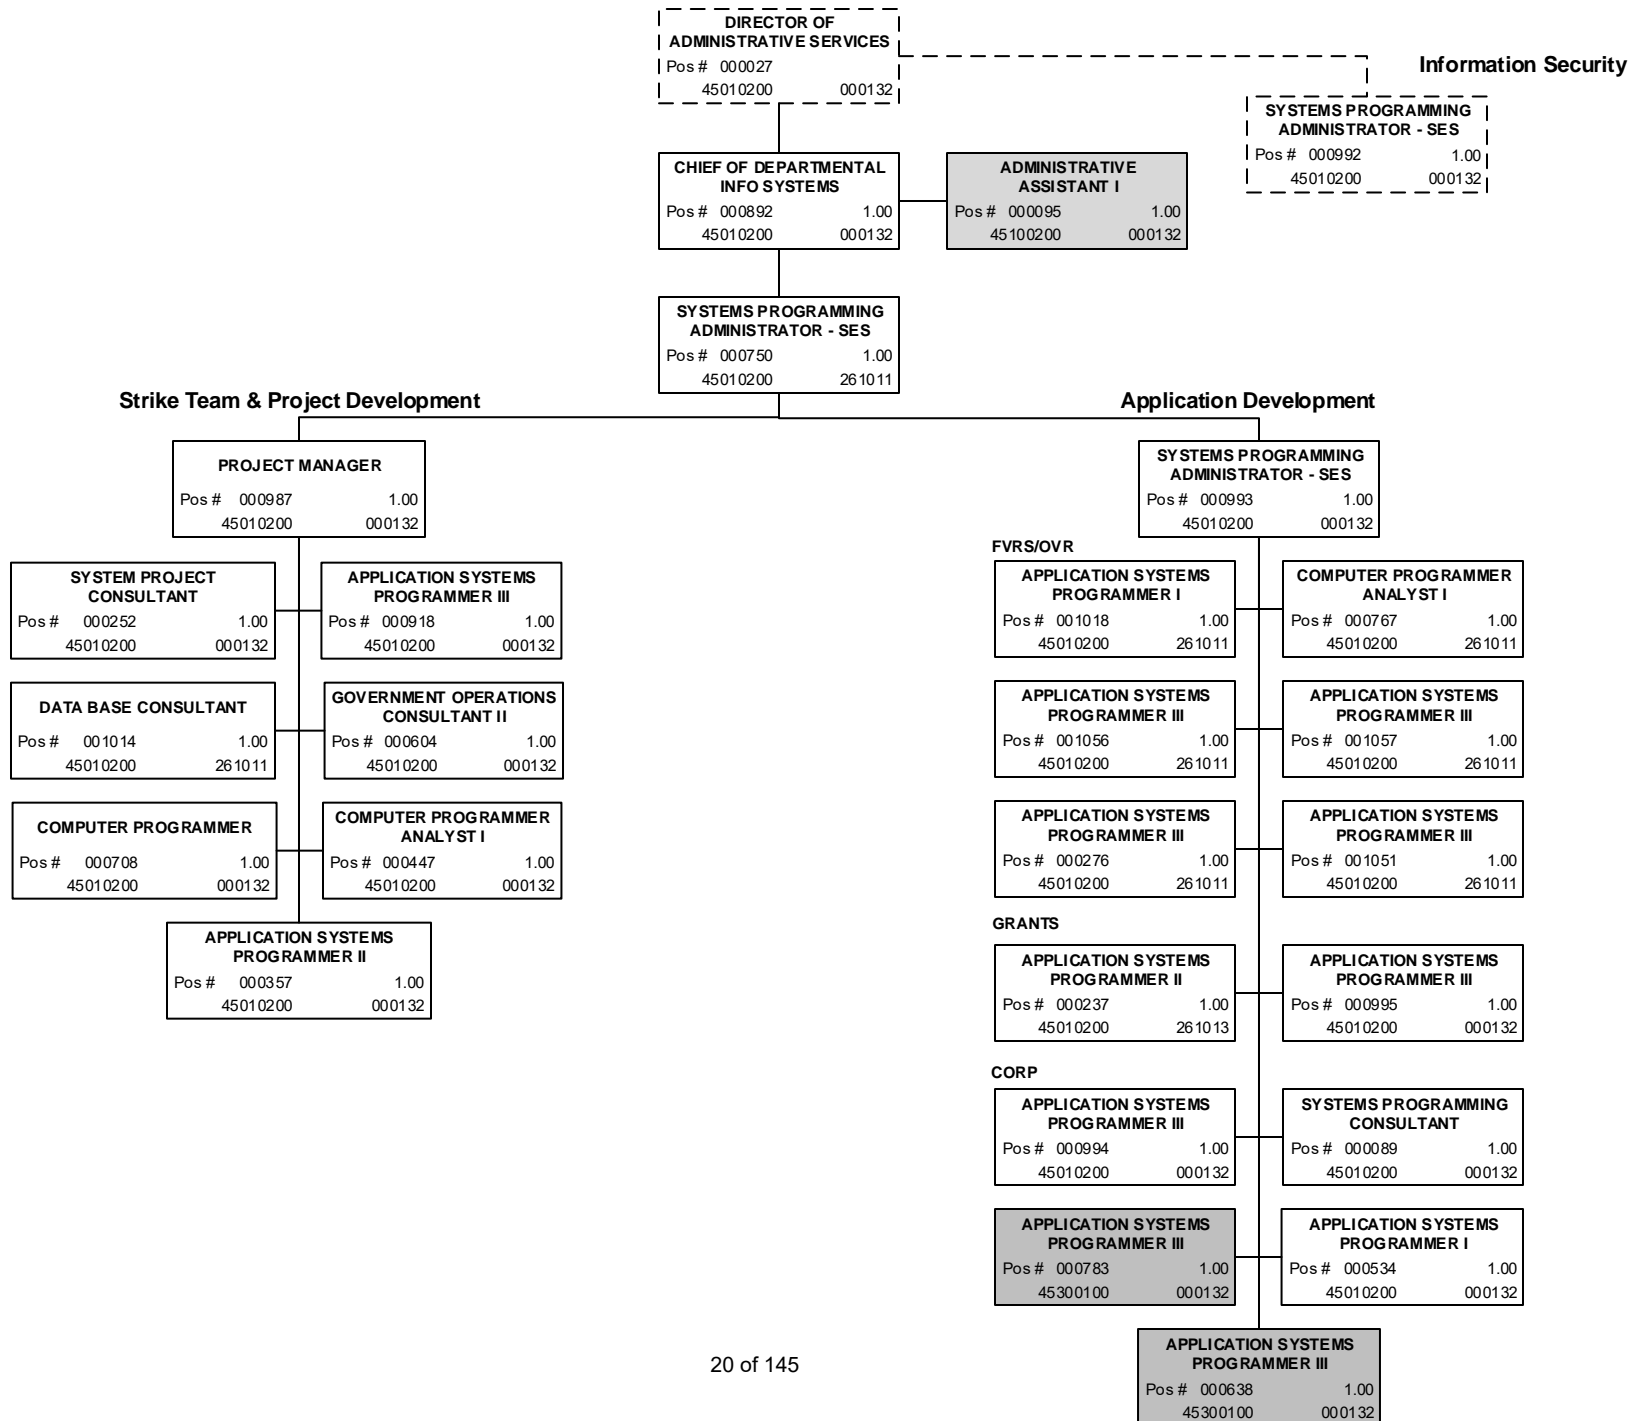 DIRECTOR OF
ADMINISTRATIVE SERVICES
Pos # 000027
45010200 000132
Information Security
SYSTEMS PROGRAMMING
ADMINISTRATOR - SES
Pos # 000992 1.00
45010200 000132
CHIEF OF DEPARTMENTAL
INFO SYSTEMS
Pos # 000892 1.00
45010200 000132
ADMINISTRATIVE
ASSISTANT I
Pos # 000095 1.00
45100200 000132
SYSTEMS PROGRAMMING
ADMINISTRATOR - SES
Pos # 000750 1.00
45010200 261011
Strike Team & Project Development
PROJECT MANAGER
Pos # 000987 1.00
45010200 000132
SYSTEM PROJECT
CONSULTANT
Pos # 000252 1.00
45010200 000132
APPLICATION SYSTEMS
PROGRAMMER III
Pos # 000918 1.00
45010200 000132
DATA BASE CONSULTANT
Pos # 001014 1.00
45010200 261011
GOVERNMENT OPERATIONS
CONSULTANT II
Pos # 000604 1.00
45010200 000132
COMPUTER PROGRAMMER
Pos # 000708 1.00
45010200 000132
COMPUTER PROGRAMMER
ANALYST I
Pos # 000447 1.00
45010200 000132
APPLICATION SYSTEMS
PROGRAMMER II
Pos # 000357 1.00
45010200 000132
Application Development
SYSTEMS PROGRAMMING
ADMINISTRATOR - SES
Pos # 000993 1.00
45010200 000132
FVRS/OVR
APPLICATION SYSTEMS
PROGRAMMER I
Pos # 001018 1.00
45010200 261011
COMPUTER PROGRAMMER
ANALYST I
Pos # 000767 1.00
45010200 261011
APPLICATION SYSTEMS
PROGRAMMER III
Pos # 001056 1.00
45010200 261011
APPLICATION SYSTEMS
PROGRAMMER III
Pos # 001057 1.00
45010200 261011
APPLICATION SYSTEMS
PROGRAMMER III
Pos # 000276 1.00
45010200 261011
APPLICATION SYSTEMS
PROGRAMMER III
Pos # 001051 1.00
45010200 261011
GRANTS
APPLICATION SYSTEMS
PROGRAMMER II
Pos # 000237 1.00
45010200 261013
APPLICATION SYSTEMS
PROGRAMMER III
Pos # 000995 1.00
45010200 000132
CORP
APPLICATION SYSTEMS
PROGRAMMER III
Pos # 000994 1.00
45010200 000132
SYSTEMS PROGRAMMING
CONSULTANT
Pos # 000089 1.00
45010200 000132
APPLICATION SYSTEMS
PROGRAMMER III
Pos # 000783 1.00
45300100 000132
APPLICATION SYSTEMS
PROGRAMMER I
Pos # 000534 1.00
45010200 000132
APPLICATION SYSTEMS
PROGRAMMER III
Pos # 000638 1.00
45300100 000132
20 of 145